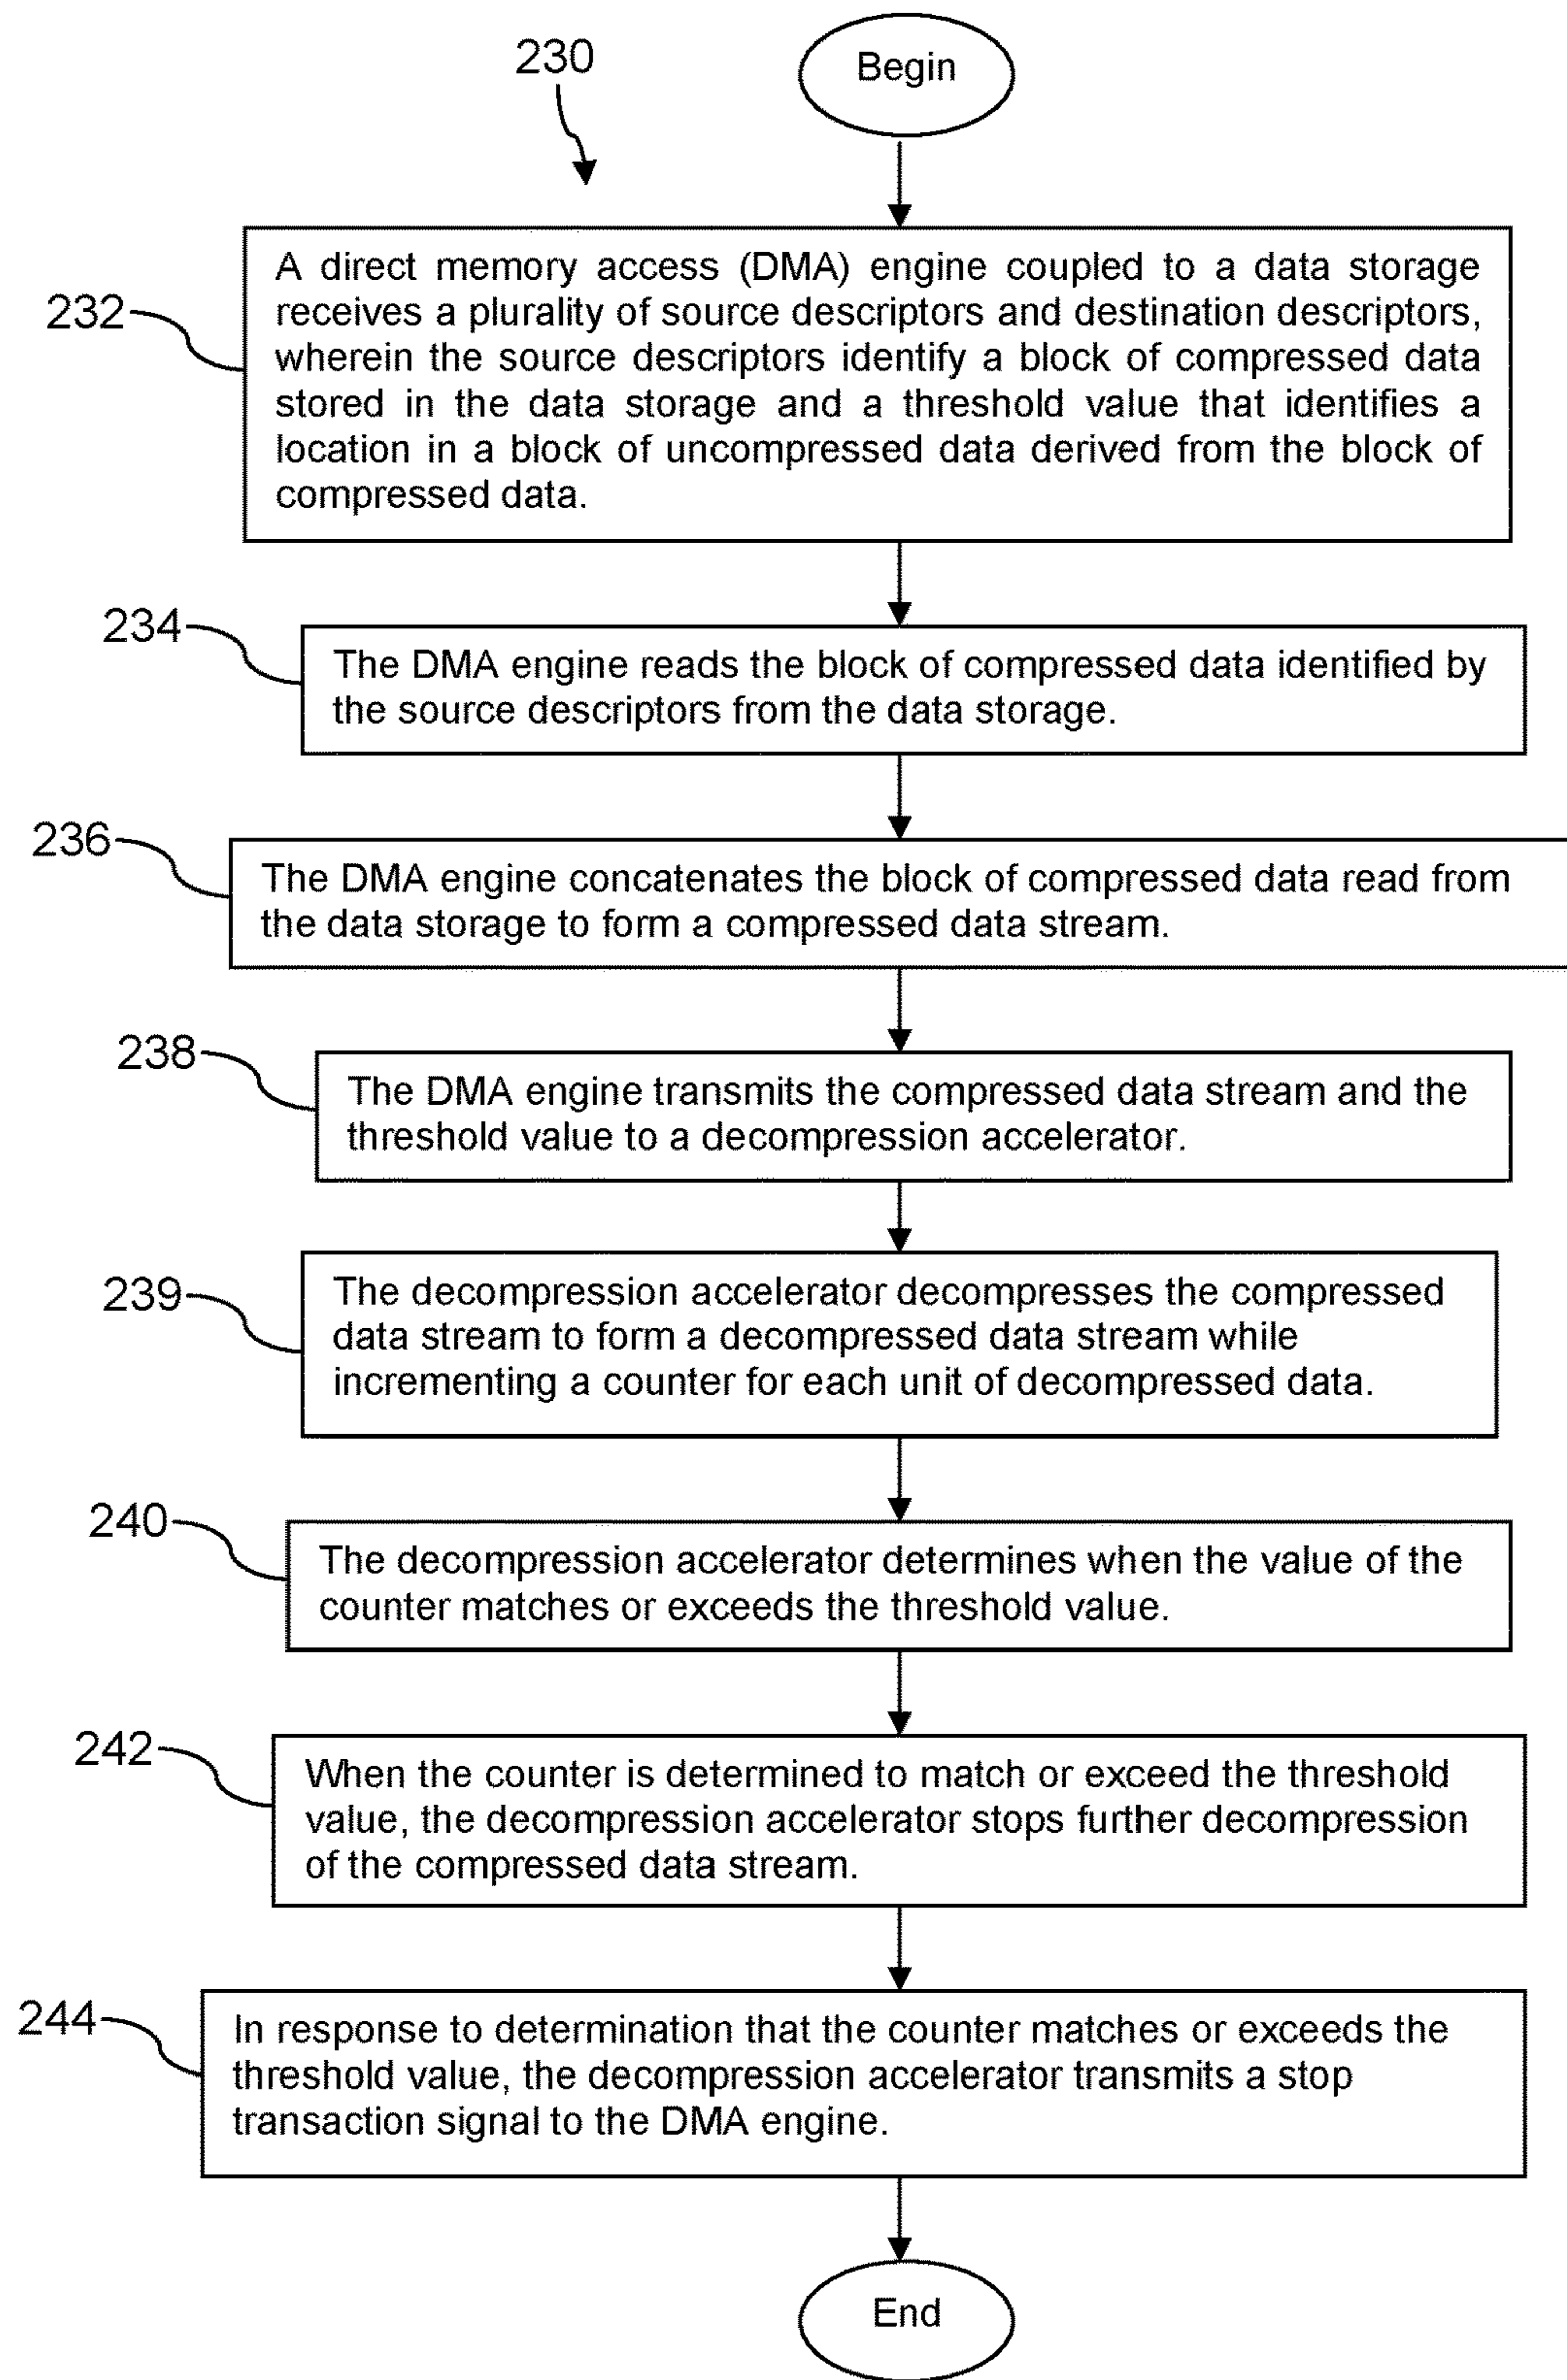 230
Begin
232
A direct memory access (DMA) engine coupled to a data storage
receives a plurality of source descriptors and destination descriptors,
wherein the source descriptors identify a block of compressed data
stored in the data storage and a threshold value that identifies a
location in a block of uncompressed data derived from the block of
compressed data.
234
The DMA engine reads the block of compressed data identified by
the source descriptors from the data storage.
236
The DMA engine concatenates the block of compressed data read from
the data storage to form a compressed data stream.
238
The DMA engine transmits the compressed data stream and the
threshold value to a decompression accelerator.
239
The decompression accelerator decompresses the compressed
data stream to form a decompressed data stream while
incrementing a counter for each unit of decompressed data.
240
The decompression accelerator determines when the value of the
counter matches or exceeds the threshold value.
242
When the counter is determined to match or exceed the threshold
value, the decompression accelerator stops further decompression
of the compressed data stream.
244
In response to determination that the counter matches or exceeds the
threshold value, the decompression accelerator transmits a stop
transaction signal to the DMA engine.
End